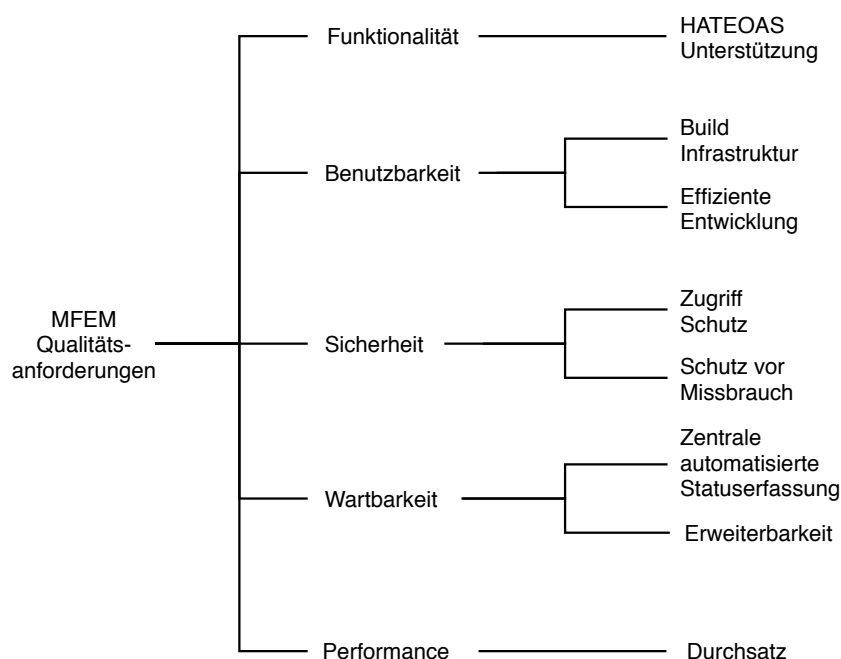 MFEM
Qualitäts-
anforderungen
Funktionalität
HATEOAS
Unterstützung
Benutzbarkeit
Build
Infrastruktur
Effiziente
Entwicklung
Sicherheit
Zugriff
Schutz
Schutz vor
Missbrauch
Wartbarkeit
Zentrale
automatisierte
Statuserfassung
Erweiterbarkeit
Performance
Durchsatz